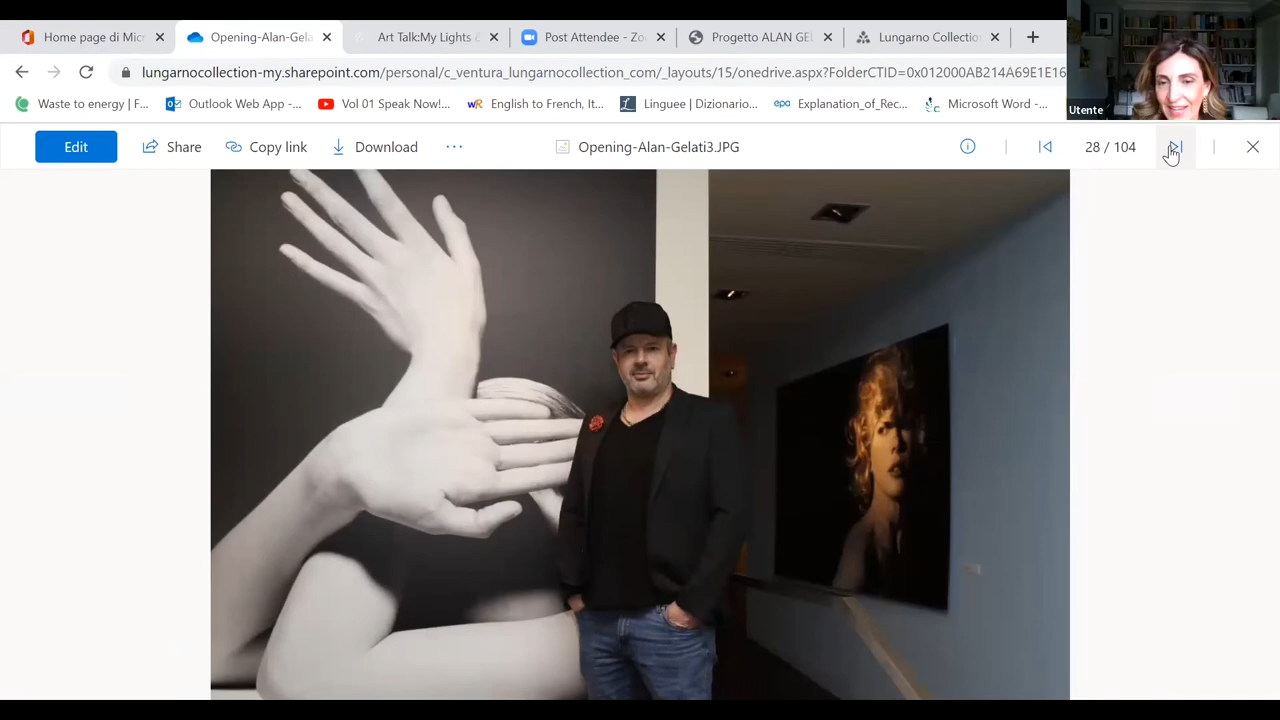 Home page di Micr
Opening-Alan-Gela
Art Talk:My Lights &
Post Attendee - Zoo
Progetto ALAN GEL
Lungarno Collection
lungarnocollection-my.sharepoint.com/personal/c_ventura_lungarnocollection_com/_layouts/15/onedrive.aspx?FolderCTID=0x012000AB214A69E1E16
Waste to energy | F...
Outlook Web App -...
Vol 01 Speak Now!...
English to French, It...
Linguee | Dizionario...
Explanation_of_Rec...
Microsoft Word -...
Utente
Edit
Share
Copy link
Download
Opening-Alan-Gelati3.JPG
28 / 104